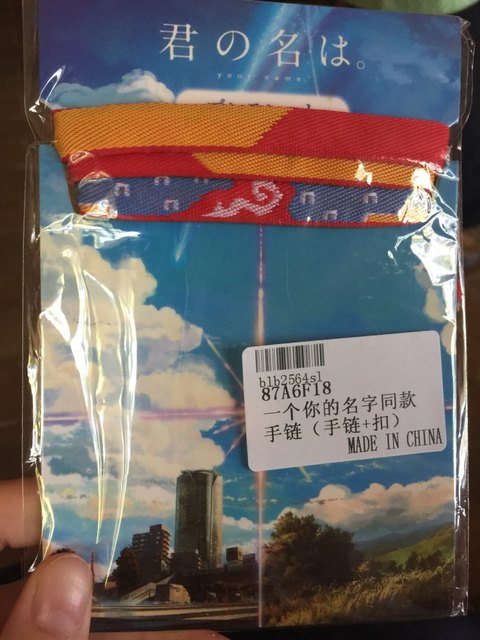 君の名は。
your name.
b1b2564s1
87A6F18
一个你的名字同款
手链（手链+扣）
MADE IN CHINA